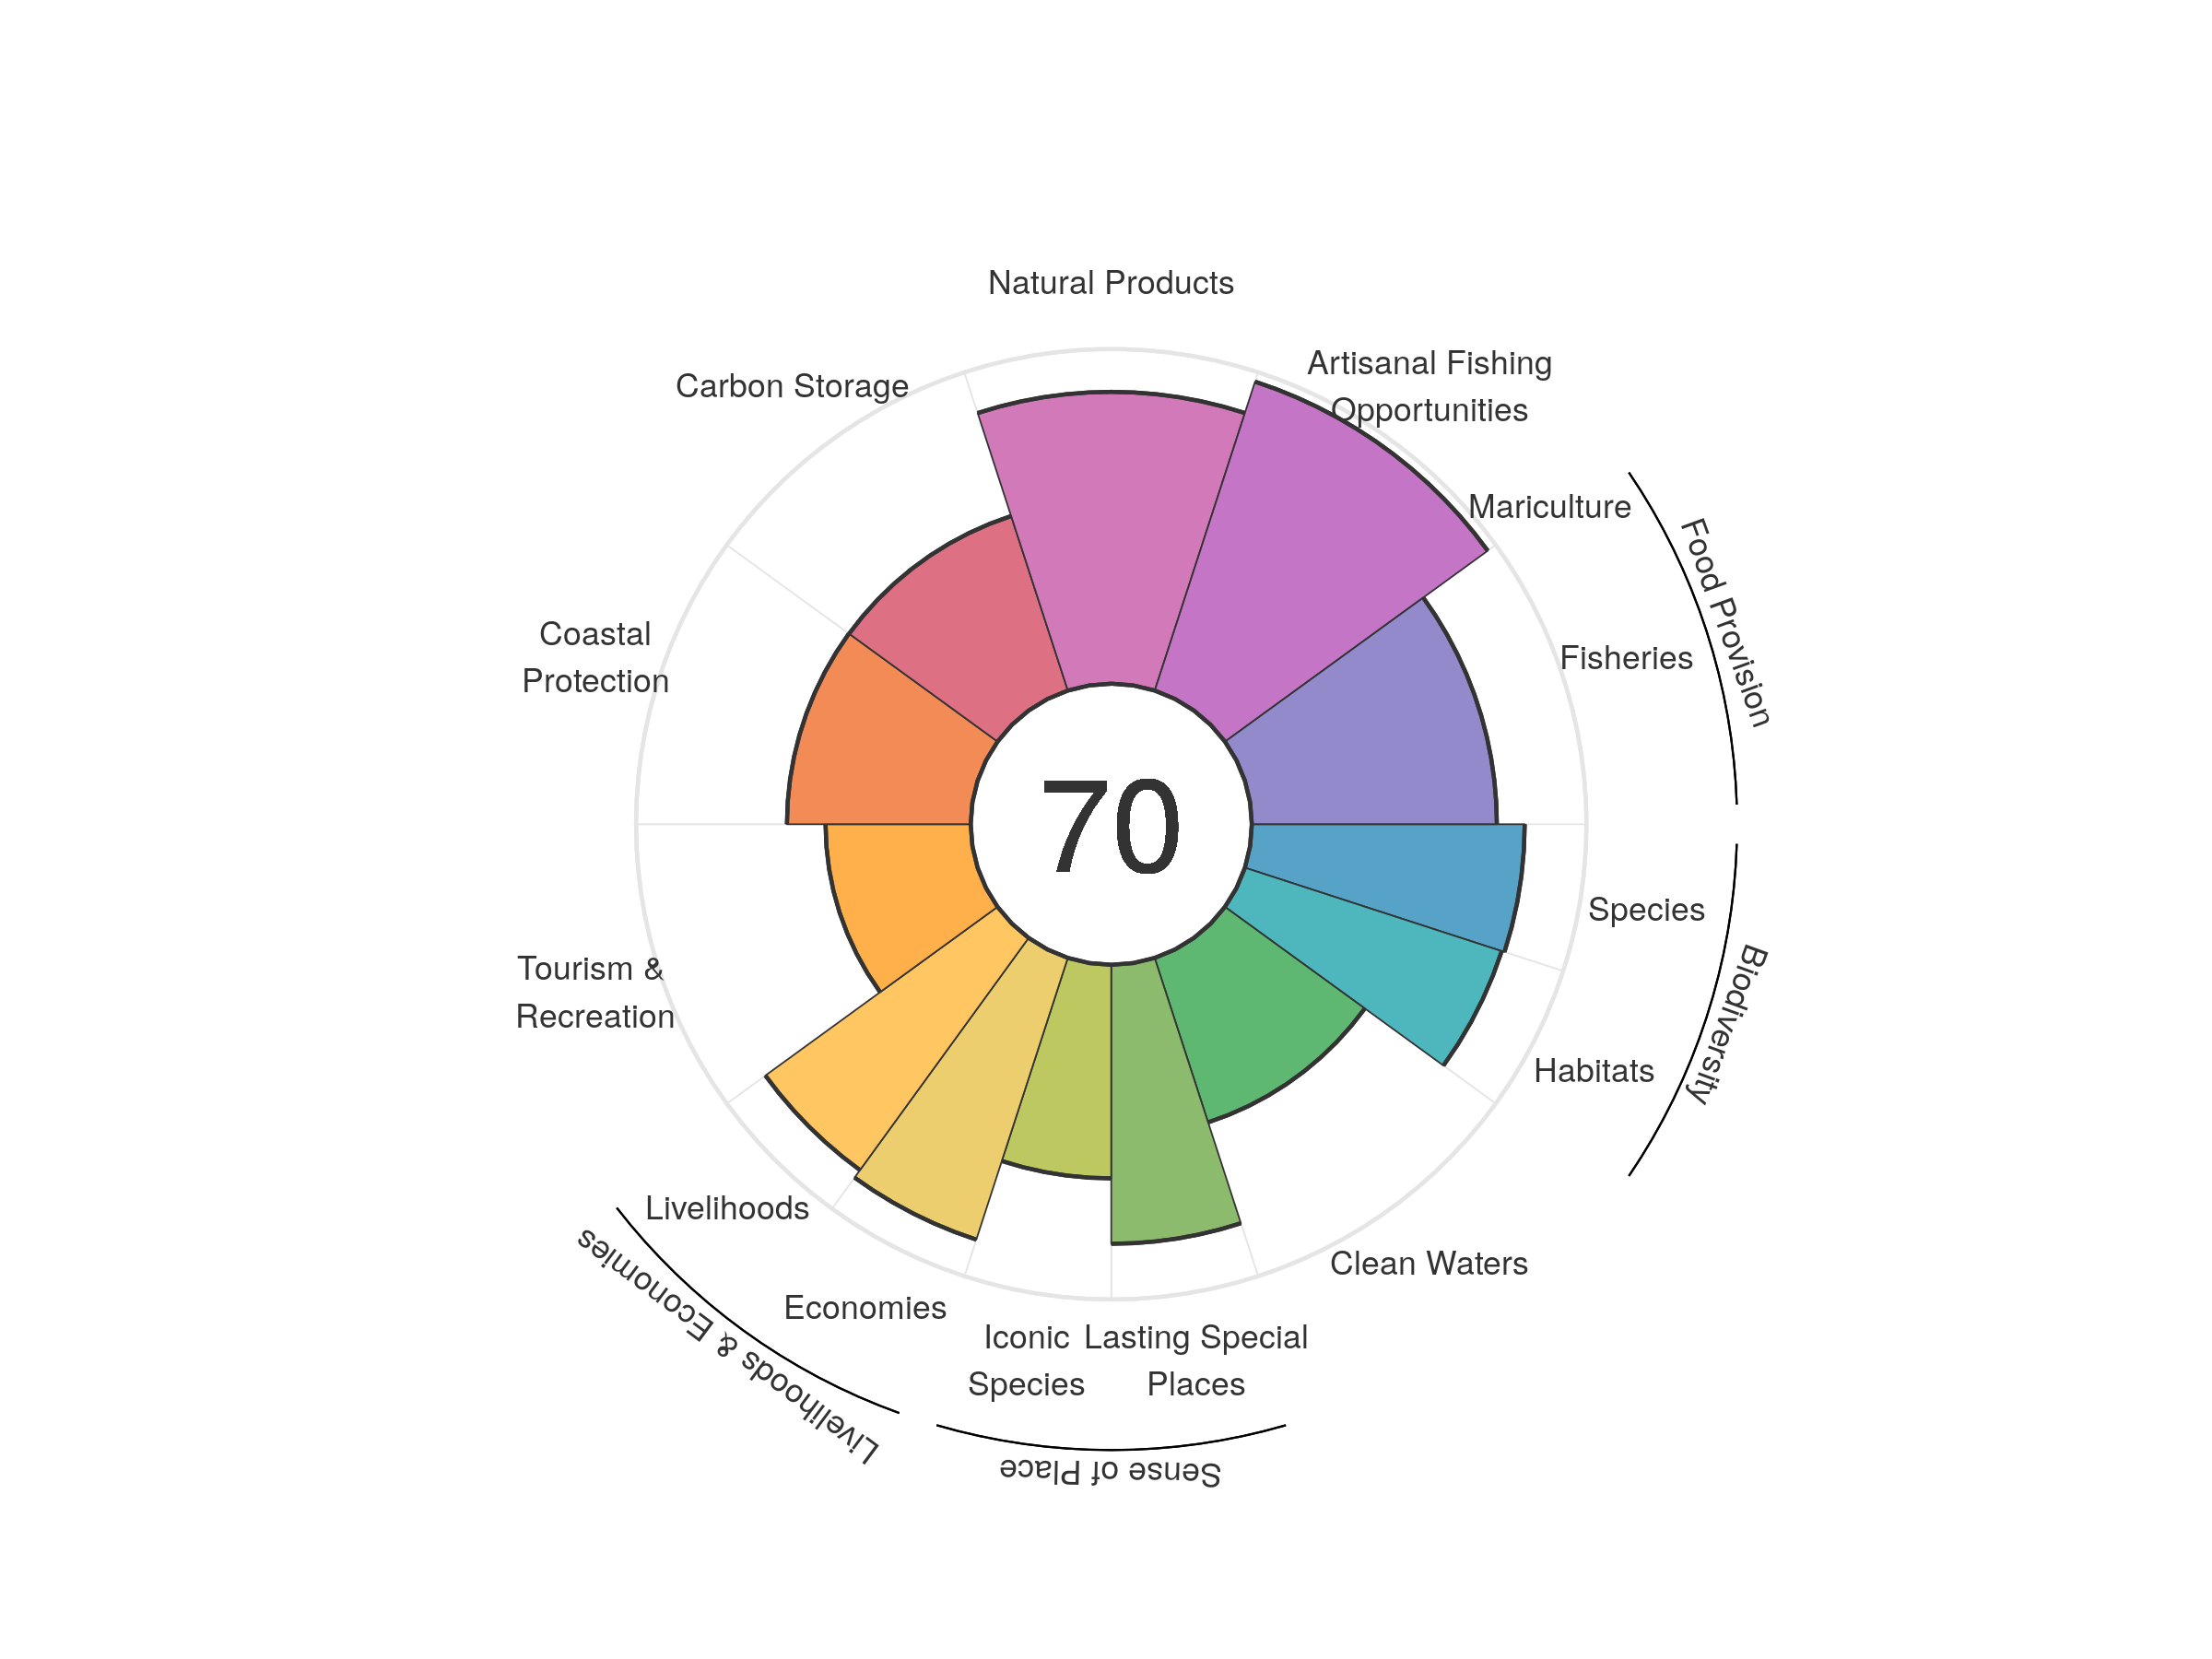 Natural Products
Artisanal Fishing
Opportunities
Carbon Storage
Mariculture
Food Provision
Fisheries
Coastal
Protection
70
Species
Biodiversity
Tourism &
Recreation
Habitats
Livelihoods
Livelihoods & Economies
Clean Waters
Economies
Iconic
Species
Lasting Special
Places
Sense of Place